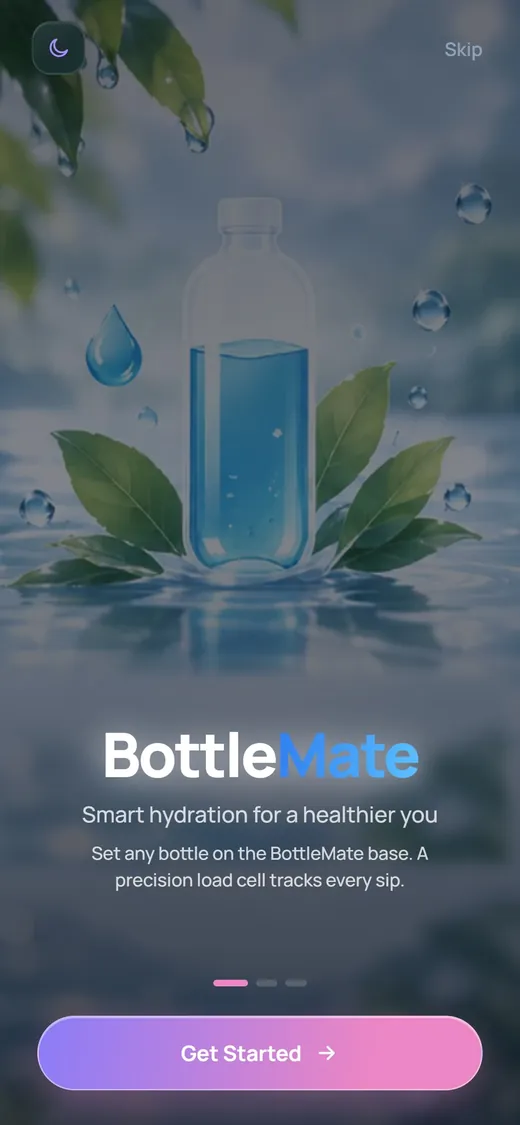 Skip
BottleMate
Smart hydration for a healthier you
Set any bottle on the BottleMate base. A
precision load cell tracks every sip.
Get Started →